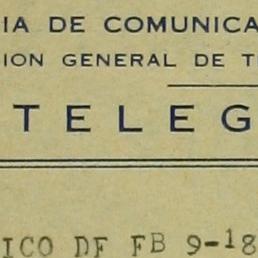 IA DE COMUNICA
ION GENERAL DE T
TELEG
ICO DF FB 9-18